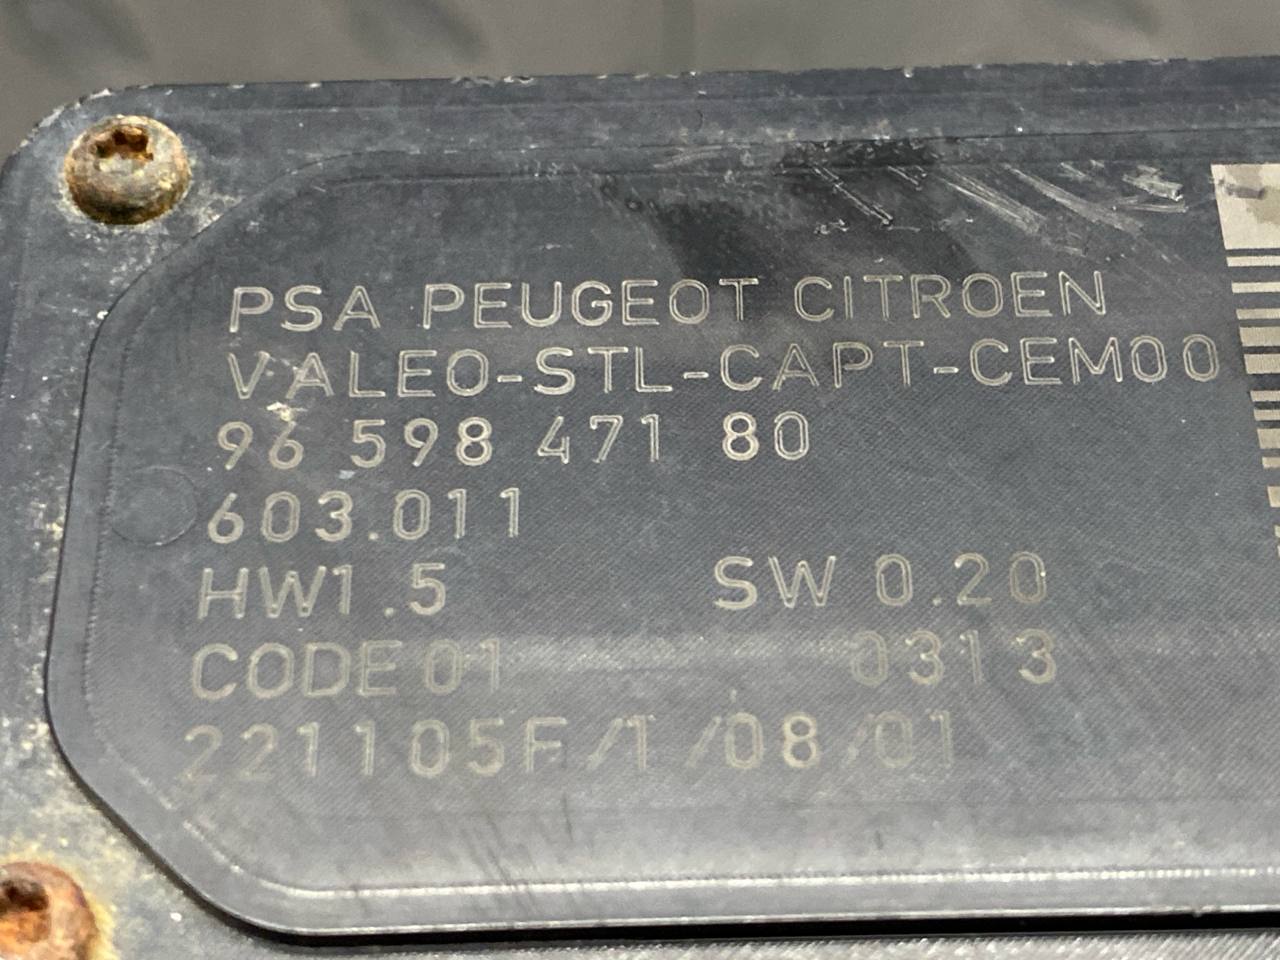 PSA PEUGEOT CITROEN
VALEO-STL-CAPT-CEM00
96 598 471 80
603.011
HW1.5 SW 0.20
CODE01 0313
221105F/1/08/01